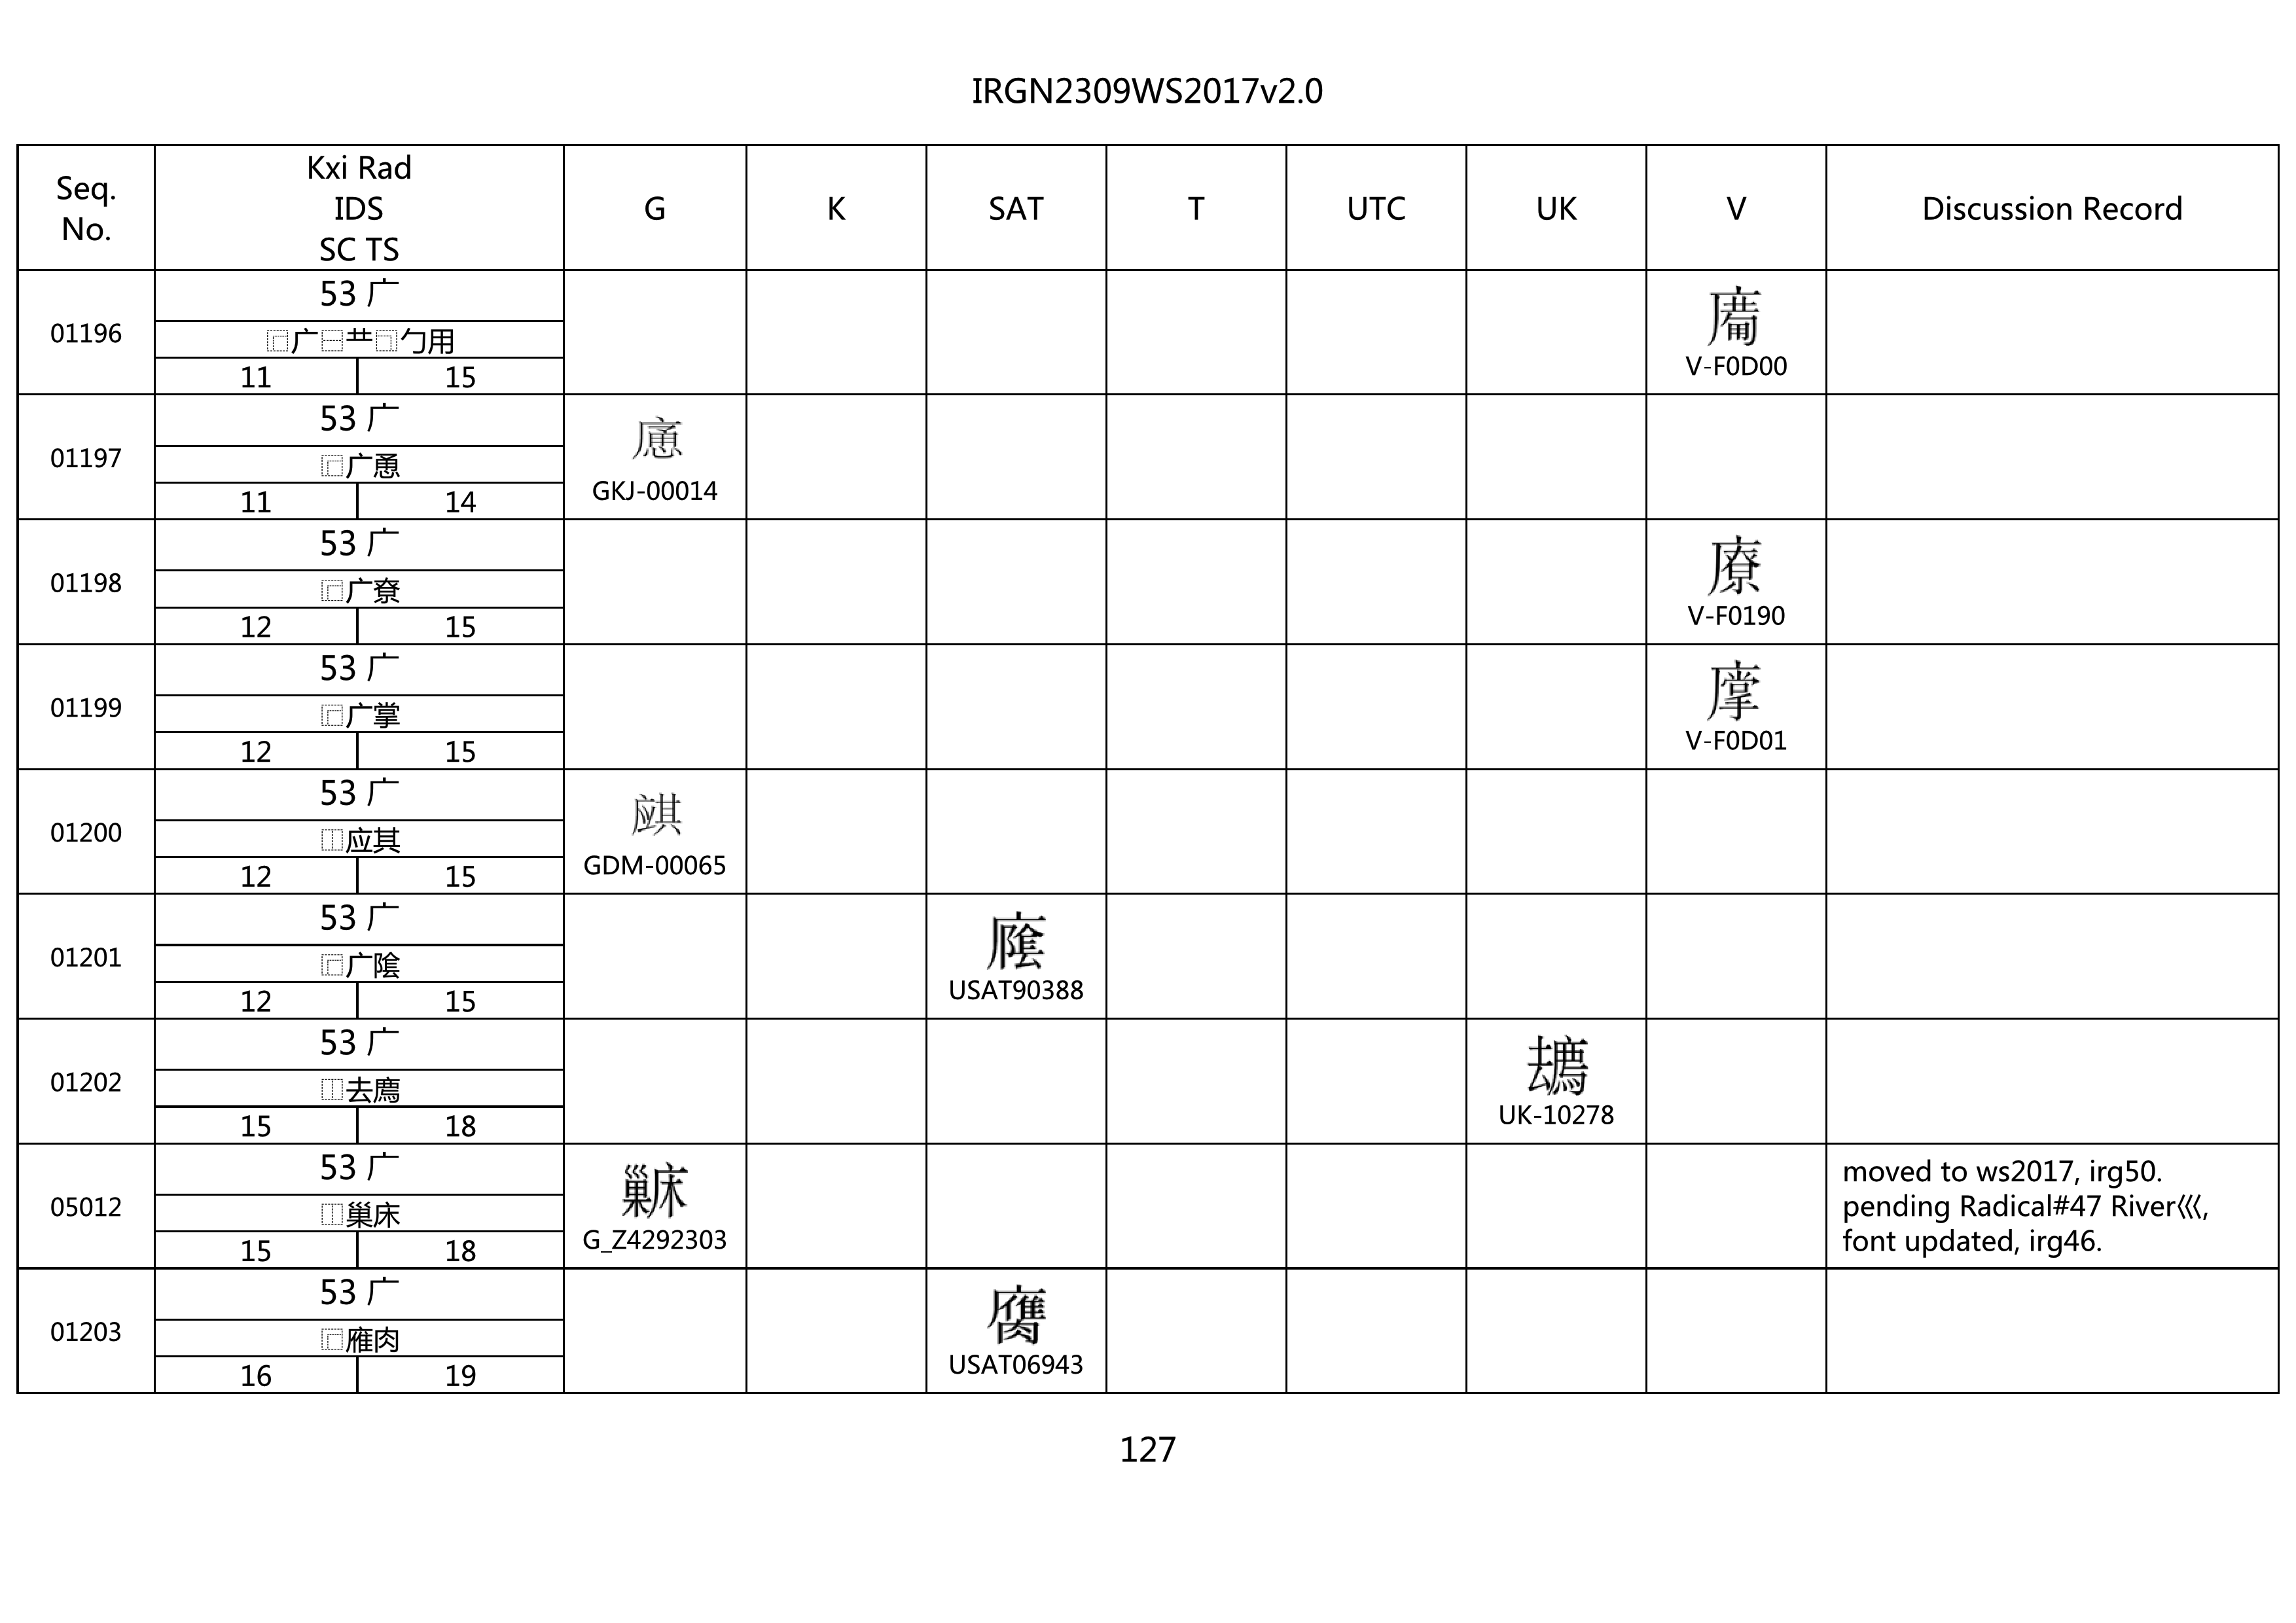 IRGN2309WS2017v2.0
Seq.
No.
Kxi Rad
IDS
SC TS
G
K
SAT
T
UTC
UK
V
Discussion Record
01196
53 广
⿸广⿱龷⿹勹用
11 15
V-F0D00
01197
53 广
⿸广恿
11 14
GKJ-00014
01198
53 广
⿸广尞
12 15
V-F0190
01199
53 广
⿸广掌
12 15
V-F0D01
01200
53 广
⿰应其
12 15
GDM-00065
01201
53 广
⿸广隂
12 15
USAT90388
01202
53 广
⿰去廌
15 18
UK-10278
05012
53 广
⿰巢床
15 18
G_Z4292303
moved to ws2017, irg50.
pending Radical#47 River巛,
font updated, irg46.
01203
53 广
⿸雁肉
16 19
USAT06943
127